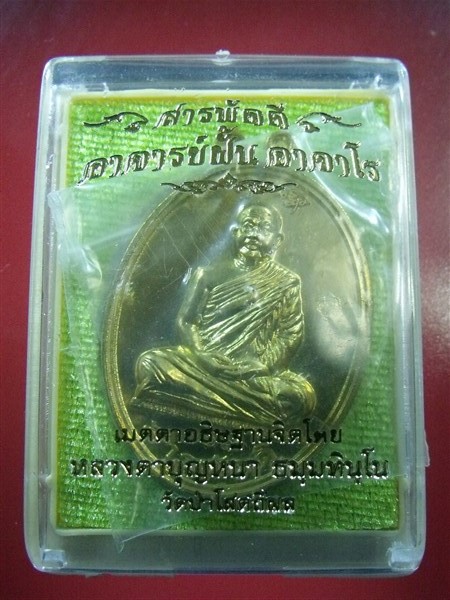 สารพัดดี
อาจารย์ฝั้น อาจาโร
เมตตาอธิษฐานจิตโดย
หลวงตาบุญหนา ธมฺมทินฺโน
วัดป่าโสตถิผล